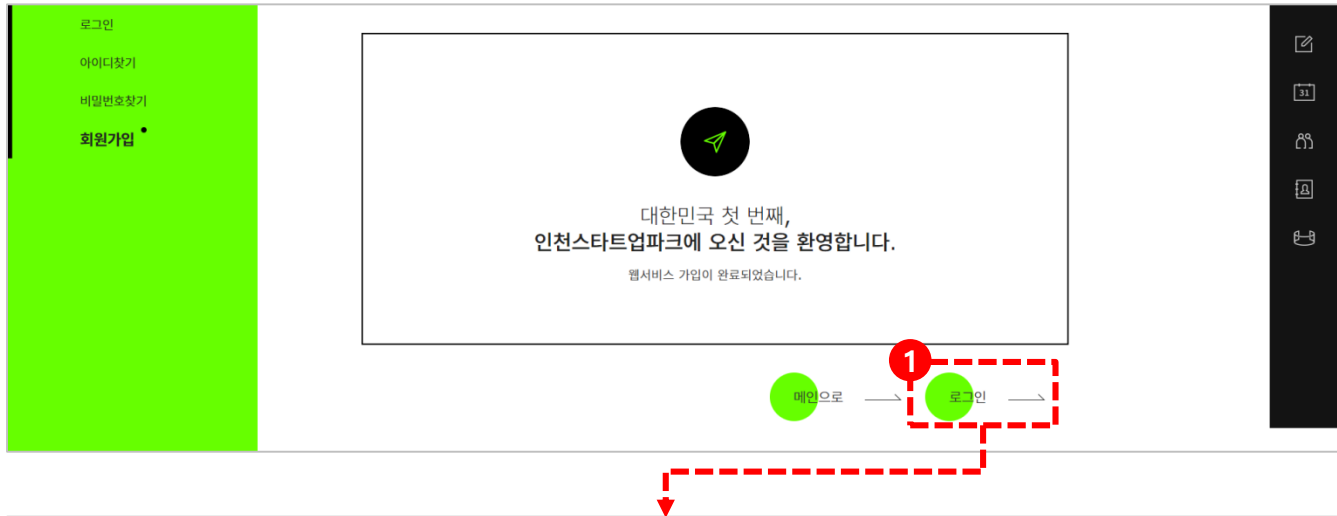 로그인
아이디찾기
비밀번호찾기
회원가입
31
대한민국 첫 번째,
인천스타트업파크에 오신 것을 환영합니다.
웹서비스 가입이 완료되었습니다.
1
메인으로
로그인